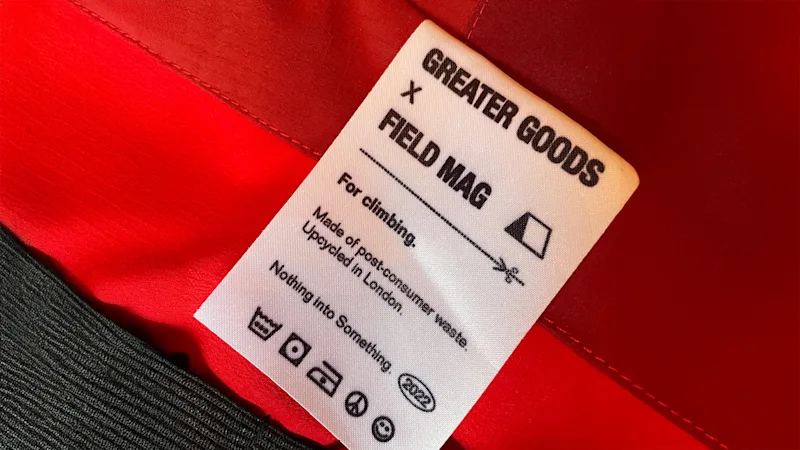 GREATER GOODS
X
FIELD MAG
For climbing.
Made of post-consumer waste.
Upcycled in London.
Nothing into Something.
2022